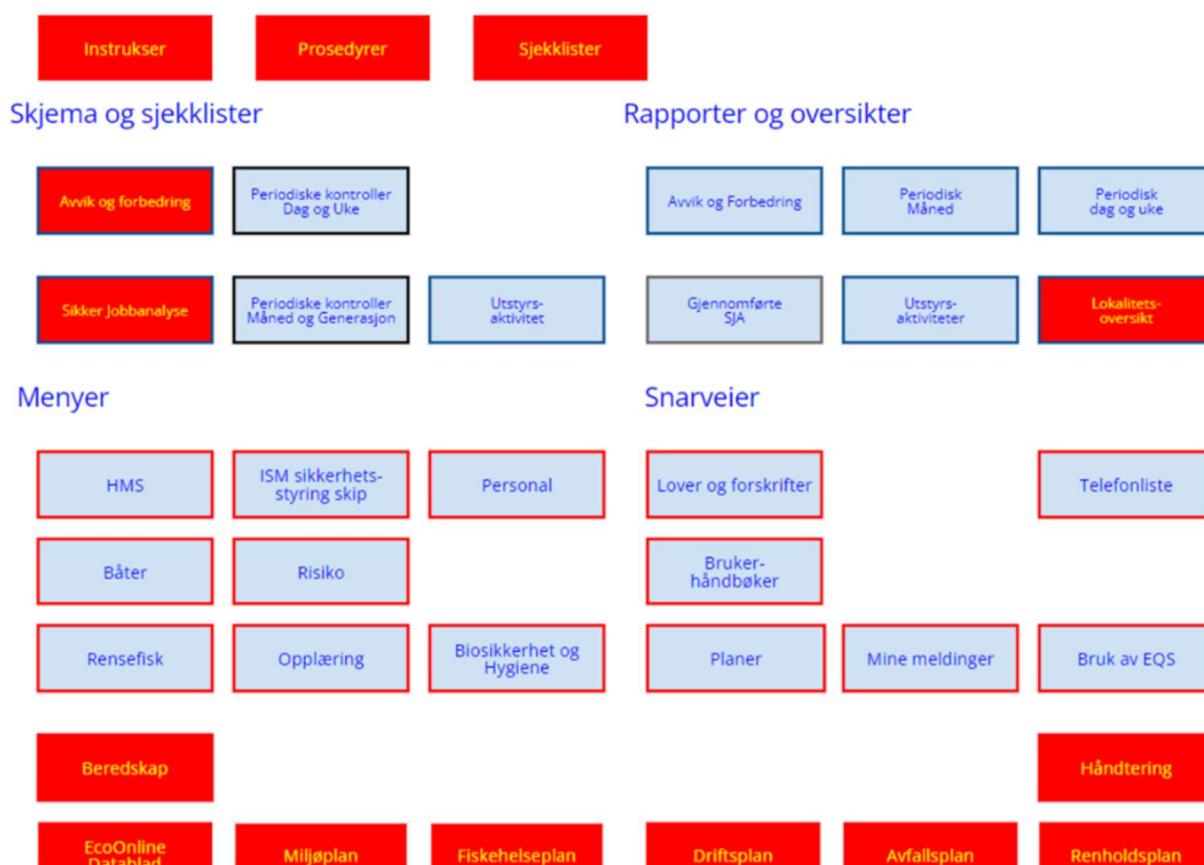 Instrukser
Prosedyrer
Sjekklister
Skjema og sjekklister
Rapporter og oversikter
Avvik og forbedring
Periodiske kontroller
Dag og Uke
Avvik og Forbedring
Periodisk
Måned
Periodisk
dag og uke
Sikker Jobbanalyse
Periodiske kontroller
Måned og Generasjon
Utstyrs-
aktivitet
Gjennomførte
SJA
Utstyrs-
aktiviteter
Lokalitets-
oversikt
Menyer
Snarveier
HMS
ISM sikkerhets-
styring skip
Personal
Lover og forskrifter
Telefonliste
Båter
Risiko
Bruker-
håndbøker
Rensefisk
Opplæring
Biosikkerhet og
Hygiene
Planer
Mine meldinger
Bruk av EQS
Beredskap
Håndtering
EcoOnline
Datablad
Miljøplan
Fiskehelseplan
Driftsplan
Avfallsplan
Renholdsplan